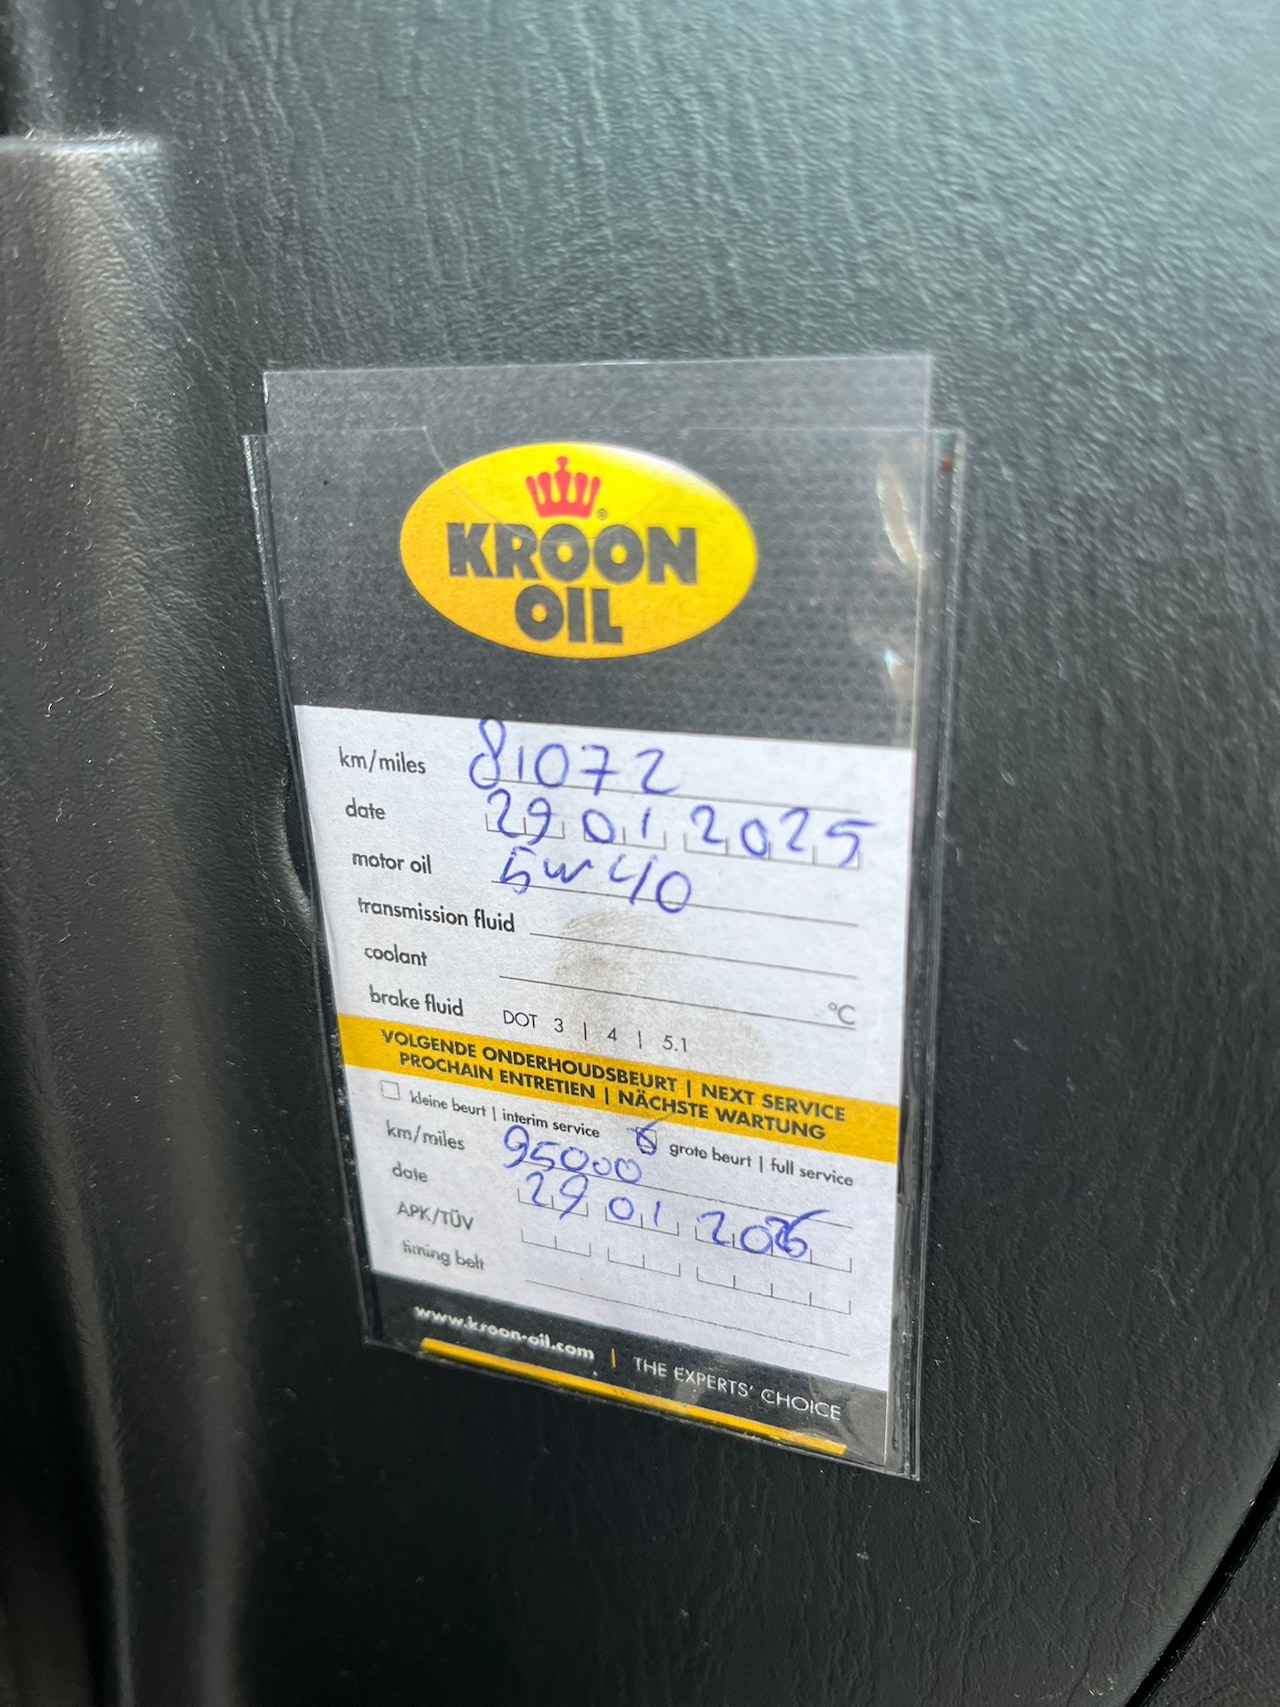 KROON
OIL
km/miles 81072
date 29 01 2025
motor oil 5w40
transmission fluid
coolant °C
brake fluid DOT 3 | 4 | 5.1
VOLGENDE ONDERHOUDSBEURT | NEXT SERVICE
PROCHAIN ENTRETIEN | NÄCHSTE WARTUNG
kleine beurt | interim service grote beurt | full service
km/miles 95000
date 29 01 2026
APK/TÜV
timing belt
www.kroon-oil.com | THE EXPERTS' CHOICE